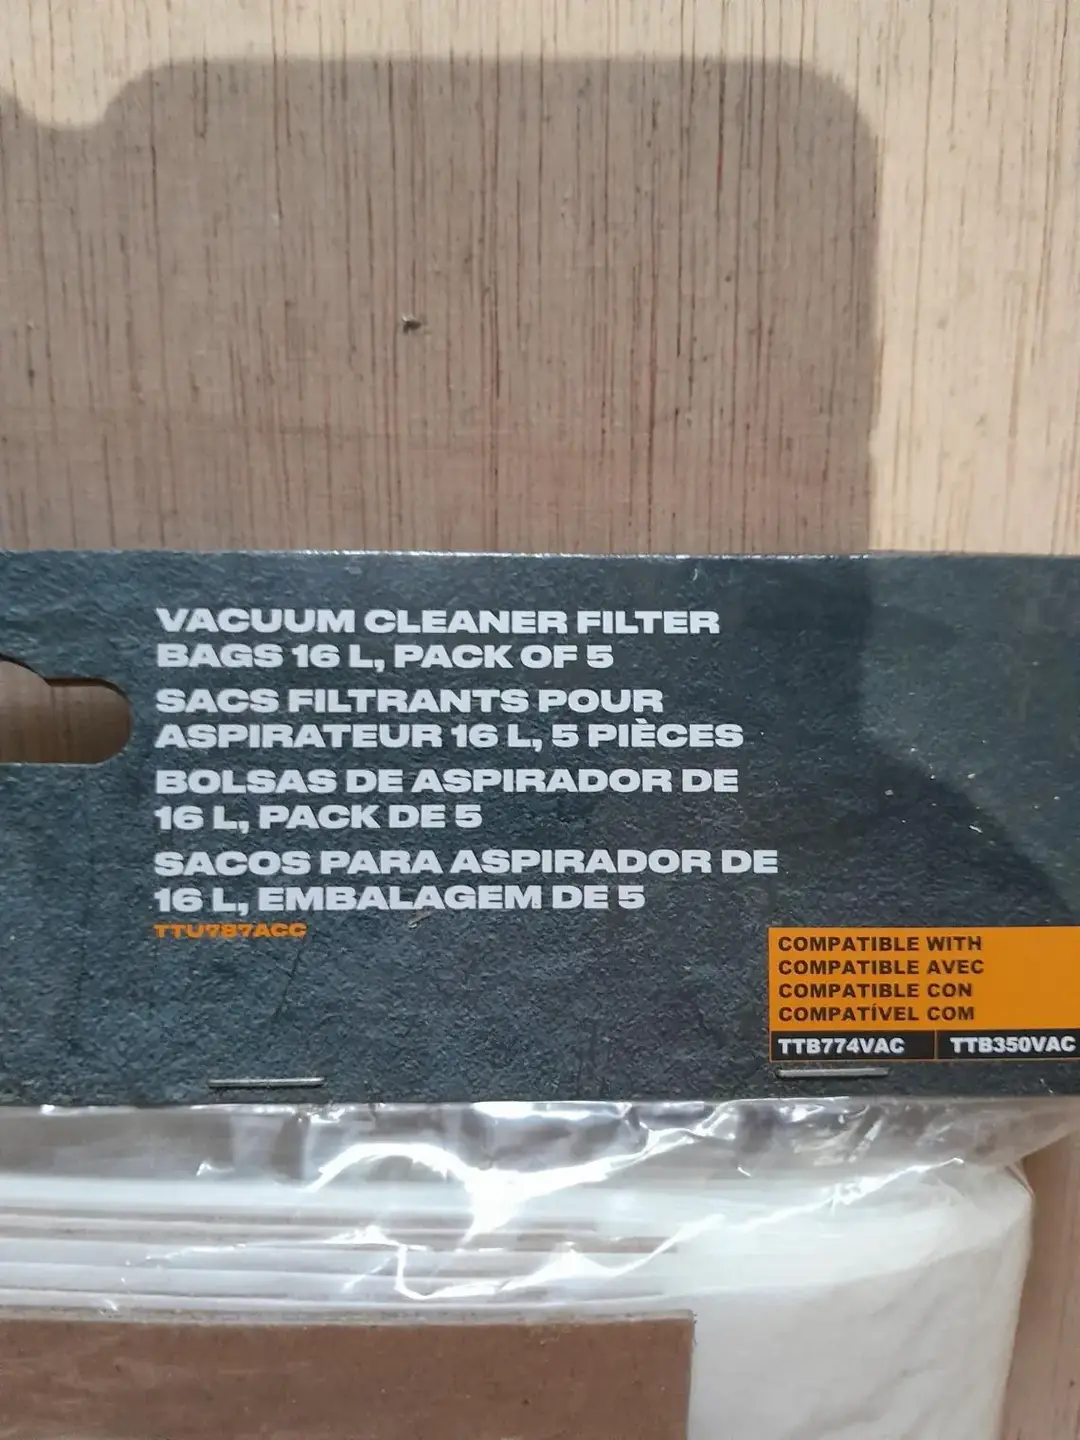 VACUUM CLEANER FILTER
BAGS 16 L, PACK OF 5
SACS FILTRANTS POUR
ASPIRATEUR 16 L, 5 PIÈCES
BOLSAS DE ASPIRADOR DE
16 L, PACK DE 5
SACOS PARA ASPIRADOR DE
16 L, EMBALAGEM DE 5
TTU787ACC
COMPATIBLE WITH
COMPATIBLE AVEC
COMPATIBLE CON
COMPATÍVEL COM
TTB774VAC TTB350VAC